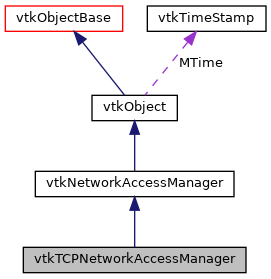 vtkObjectBase
vtkTimeStamp
MTime
vtkObject
vtkNetworkAccessManager
vtkTCPNetworkAccessManager